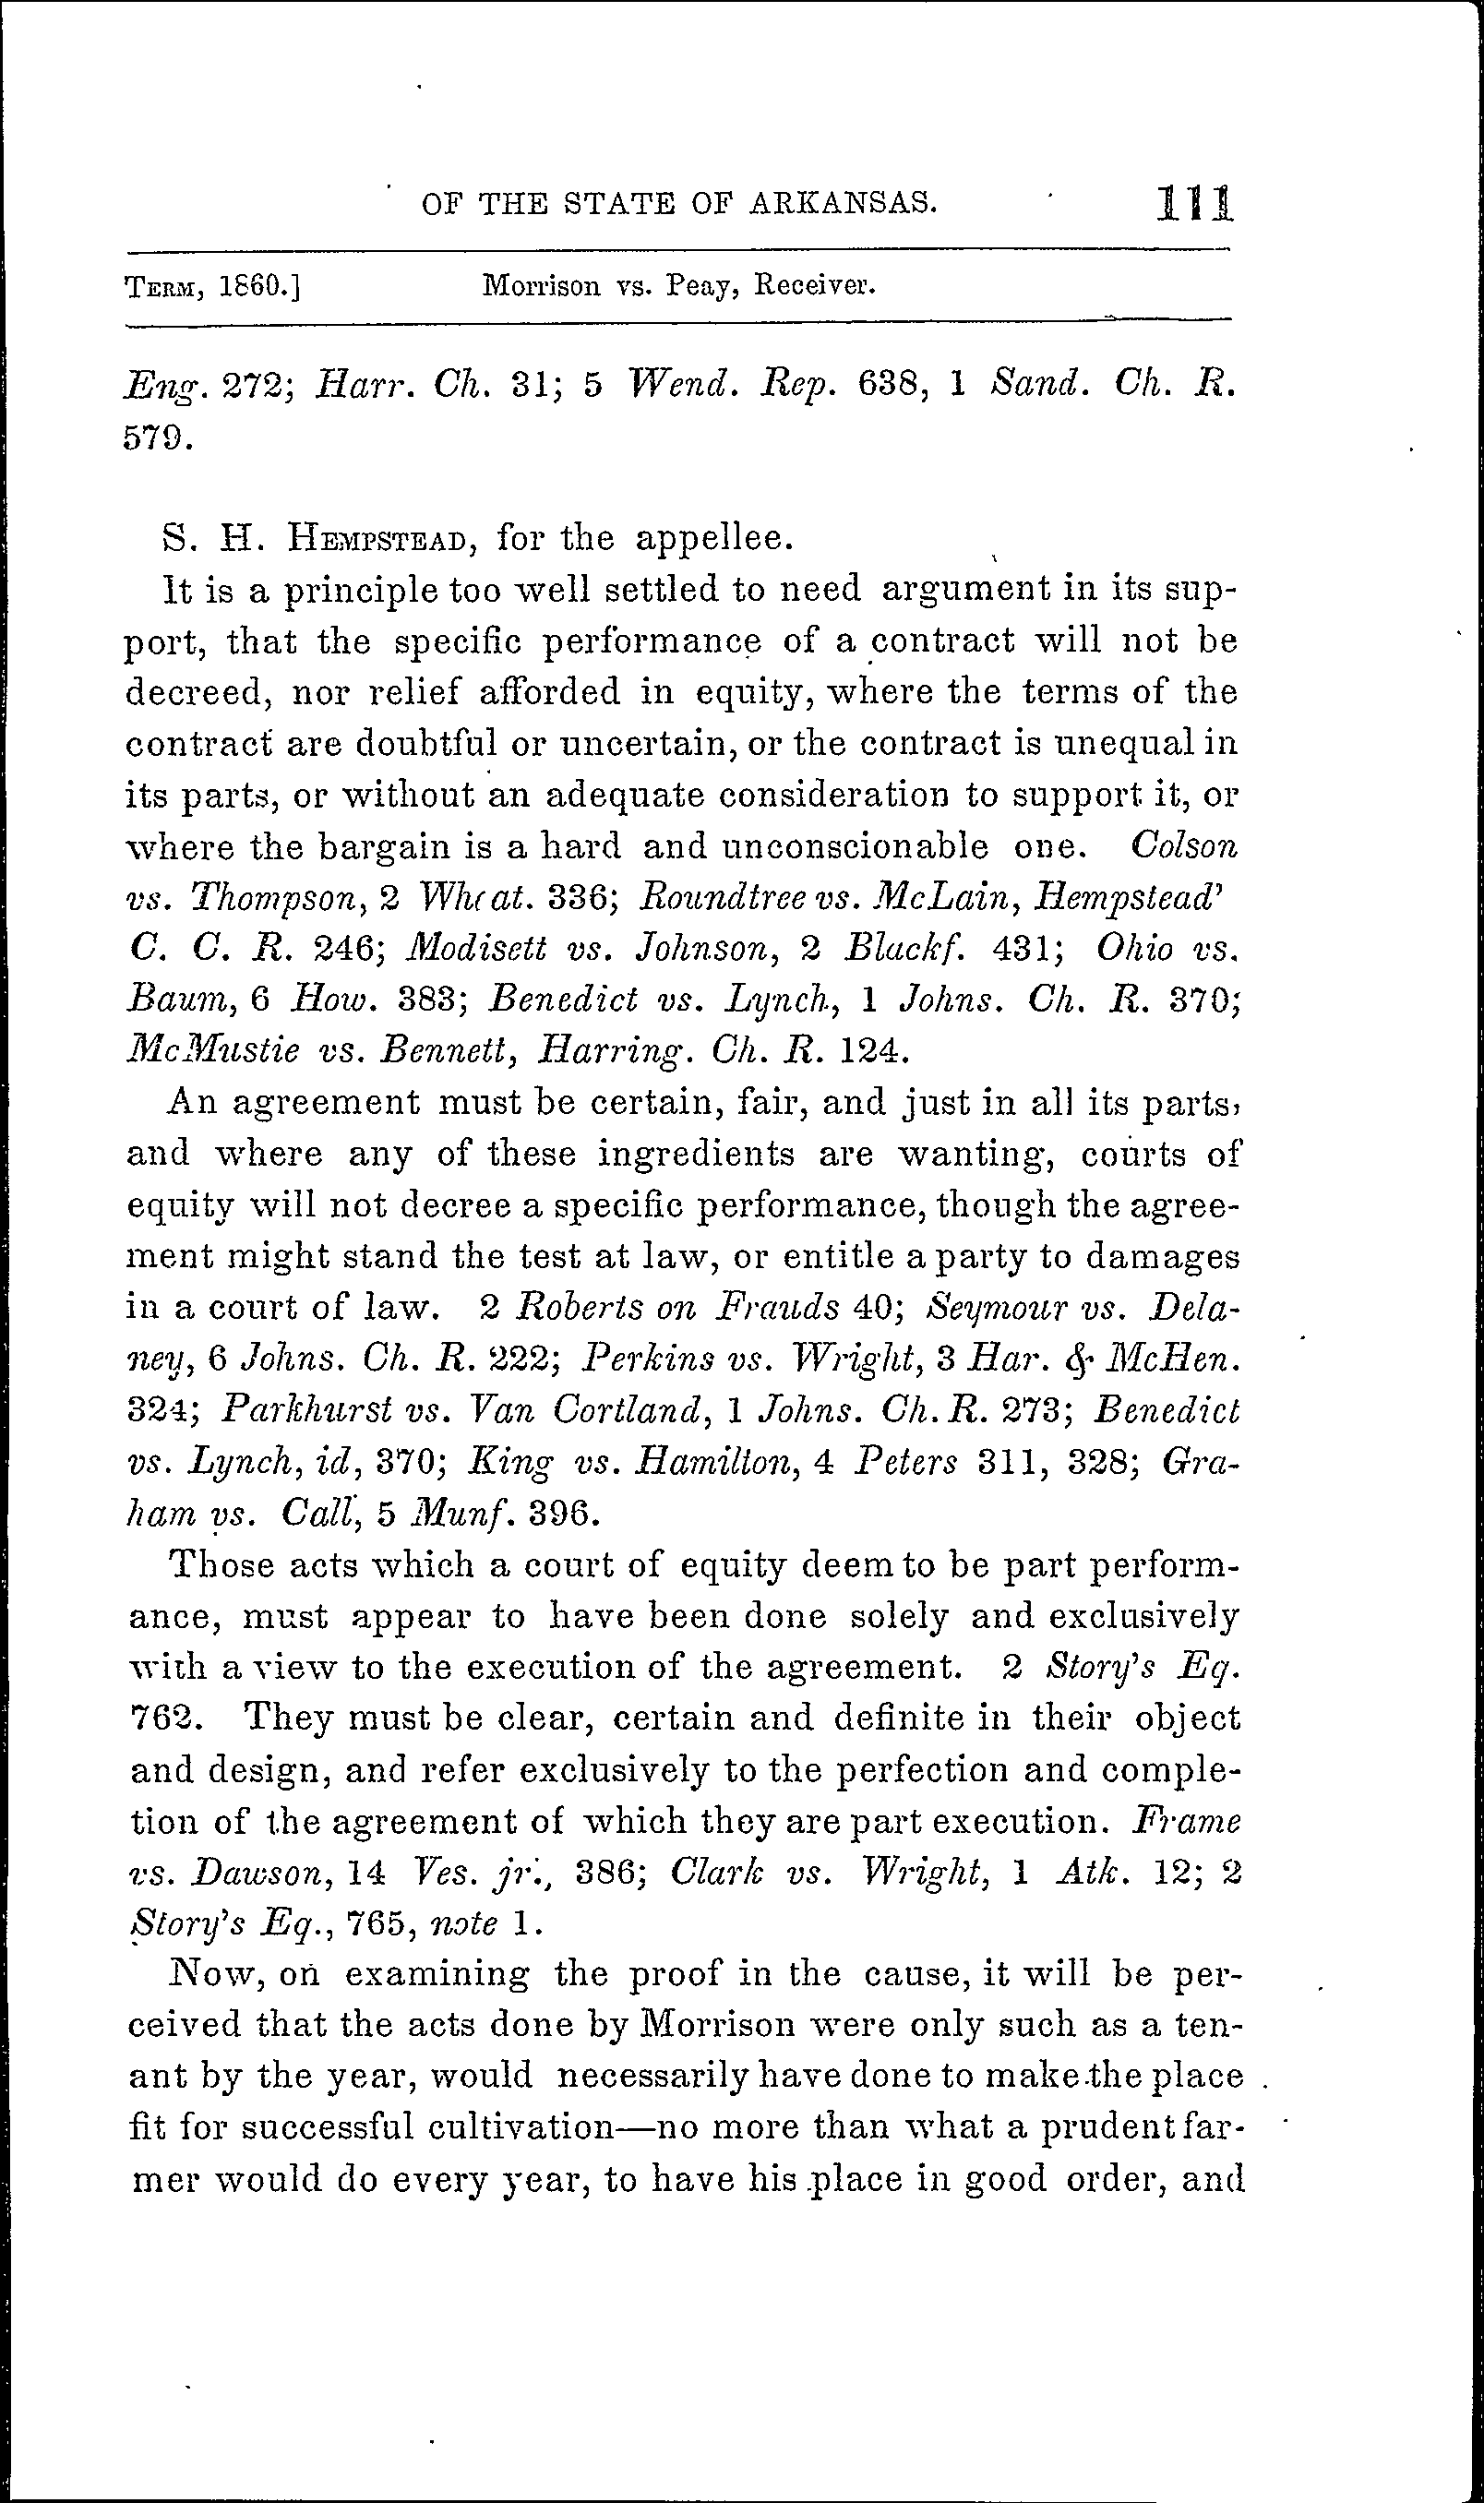 OF THE STATE OF ARKANSAS. 111
TERM, 1860.] Morrison vs. Peay, Receiver.
Eng. 272; Harr. Ch. 31; 5 Wend. Rep. 638, 1 Sand. Ch. R.
579.
S. H. HEMPSTEAD, for the appellee.
It is a principle too well settled to need argument in its sup-
port, that the specific performance of a contract will not be
decreed, nor relief afforded in equity, where the terms of the
contract are doubtful or uncertain, or the contract is unequal in
its parts, or without an adequate consideration to support it, or
where the bargain is a hard and unconscionable one. Colson
vs. Thompson, 2 Wheat. 336; Roundtree vs. McLain, Hempstead'
C. C. R. 246; Modisett vs. Johnson, 2 Blackf. 431; Ohio vs.
Baum, 6 How. 383; Benedict vs. Lynch, 1 Johns. Ch. R. 370;
McMustie vs. Bennett, Harring. Ch. R. 124.
An agreement must be certain, fair, and just in all its parts,
and where any of these ingredients are wanting, courts of
equity will not decree a specific performance, though the agree-
ment might stand the test at law, or entitle a party to damages
in a court of law. 2 Roberts on Frauds 40; Seymour vs. Dela-
ney, 6 Johns. Ch. R. 222; Perkins vs. Wright, 3 Har. & McHen.
324; Parkhurst vs. Van Cortland, 1 Johns. Ch. R. 273; Benedict
vs. Lynch, id, 370; King vs. Hamilton, 4 Peters 311, 328; Gra-
ham vs. Call, 5 Munf. 396.
Those acts which a court of equity deem to be part perform-
ance, must appear to have been done solely and exclusively
with a view to the execution of the agreement. 2 Story's Eq.
762. They must be clear, certain and definite in their object
and design, and refer exclusively to the perfection and comple-
tion of the agreement of which they are part execution. Frame
vs. Dawson, 14 Ves. jr., 386; Clark vs. Wright, 1 Atk. 12; 2
Story's Eq., 765, note 1.
Now, on examining the proof in the cause, it will be per-
ceived that the acts done by Morrison were only such as a ten-
ant by the year, would necessarily have done to make the place
fit for successful cultivation—no more than what a prudent far-
mer would do every year, to have his place in good order, and